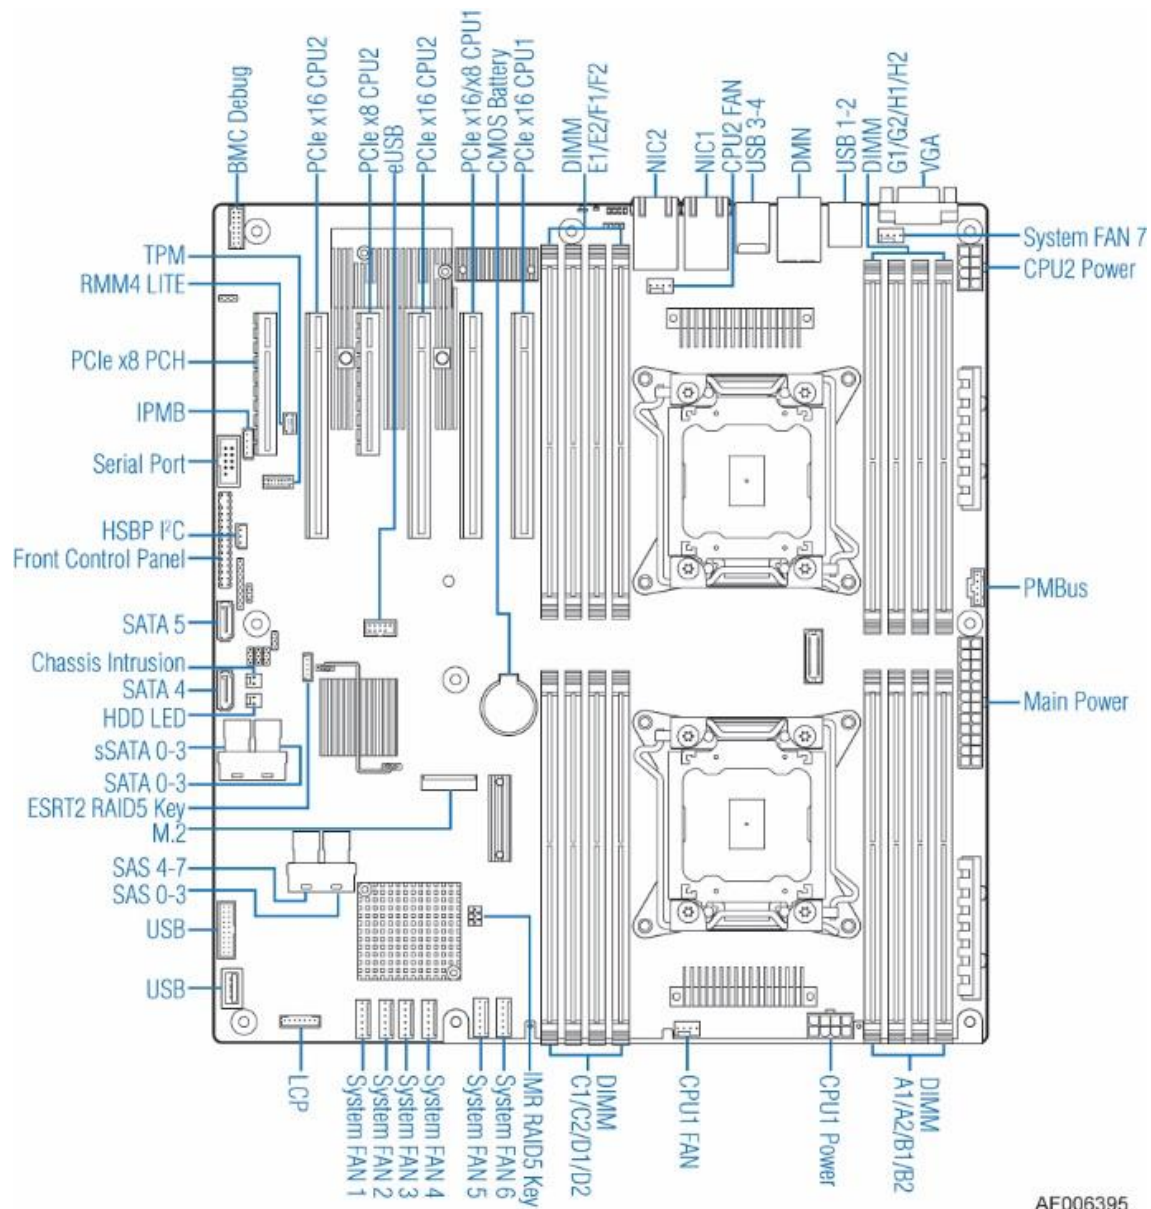 BMC Debug
PCIe x16 CPU2
PCIe x8 CPU2
eUSB
PCIe x16 CPU2
PCIe x16/x8 CPU1
CMOS Battery
PCIe x16 CPU1
DIMM
E1/E2/F1/F2
NIC2
NIC1
CPU2 FAN
USB 3-4
DMN
USB 1-2
DIMM
G1/G2/H1/H2
VGA
System FAN 7
CPU2 Power
PMBus
Main Power
TPM
RMM4 LITE
PCIe x8 PCH
IPMB
Serial Port
HSBP I²C
Front Control Panel
SATA 5
Chassis Intrusion
SATA 4
HDD LED
sSATA 0-3
SATA 0-3
ESRT2 RAID5 Key
M.2
SAS 4-7
SAS 0-3
USB
USB
LCP
System FAN 1
System FAN 2
System FAN 3
System FAN 4
System FAN 5
System FAN 6
IMR RAID5 Key
DIMM
C1/C2/D1/D2
CPU1 FAN
CPU1 Power
DIMM
A1/A2/B1/B2
AF006395